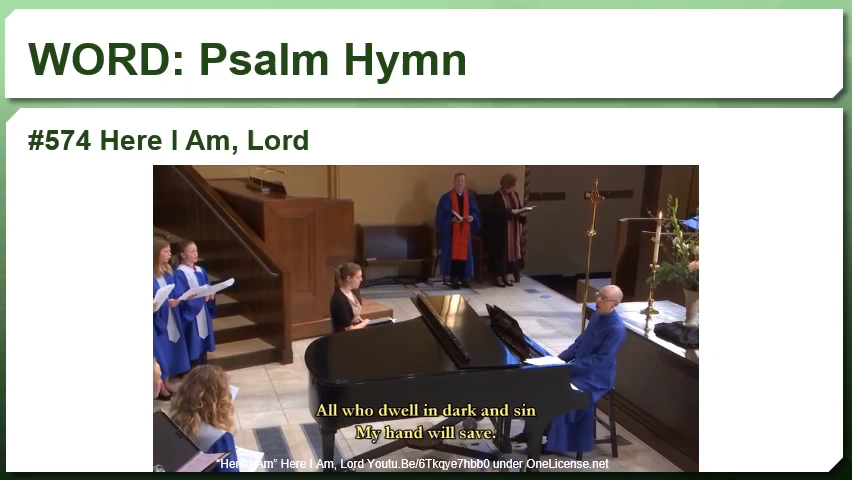 WORD: Psalm Hymn
#574 Here I Am, Lord
All who dwell in dark and sin
My hand will save.
"Here I Am" Here I Am, Lord Youtu.Be/6Tkqye7hbb0 under OneLicense.net